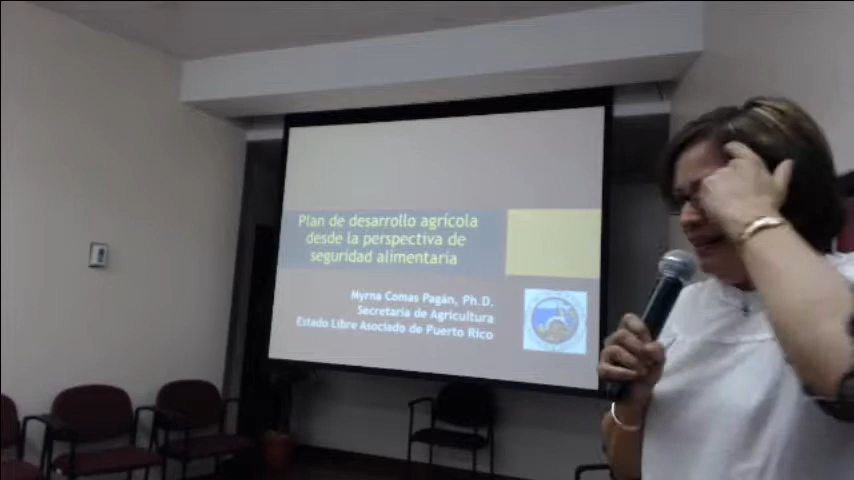 Plan de desarrollo agrícola
desde la perspectiva de
seguridad alimentaria
Myrna Comas Pagán, Ph.D.
Secretaria de Agricultura
Estado Libre Asociado de Puerto Rico